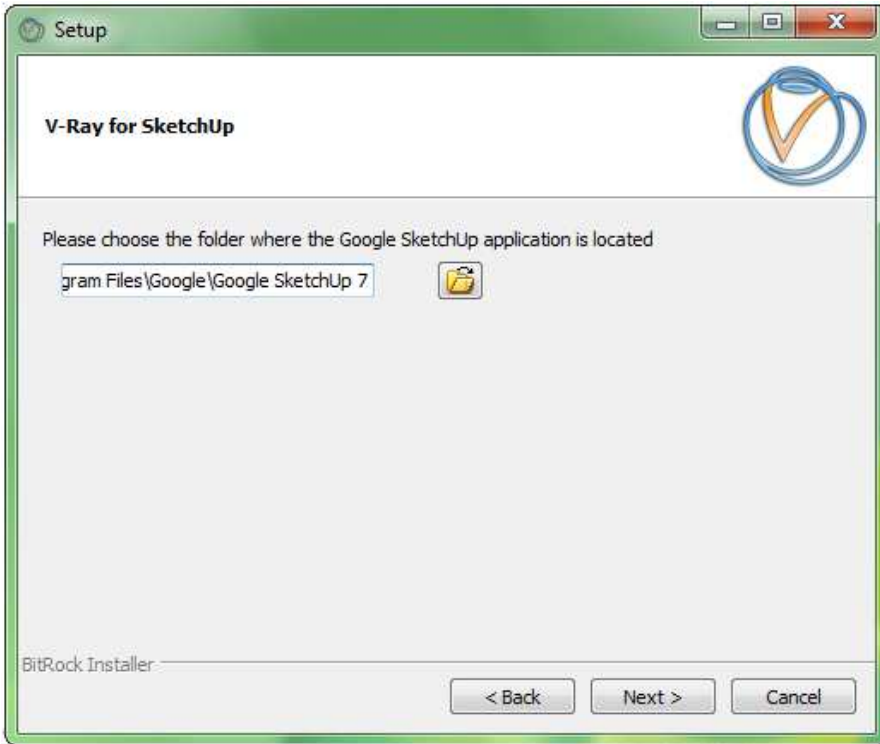 Setup
V-Ray for SketchUp
Please choose the folder where the Google SketchUp application is located
gram Files\Google\Google SketchUp 7
BitRock Installer
< Back Next > Cancel